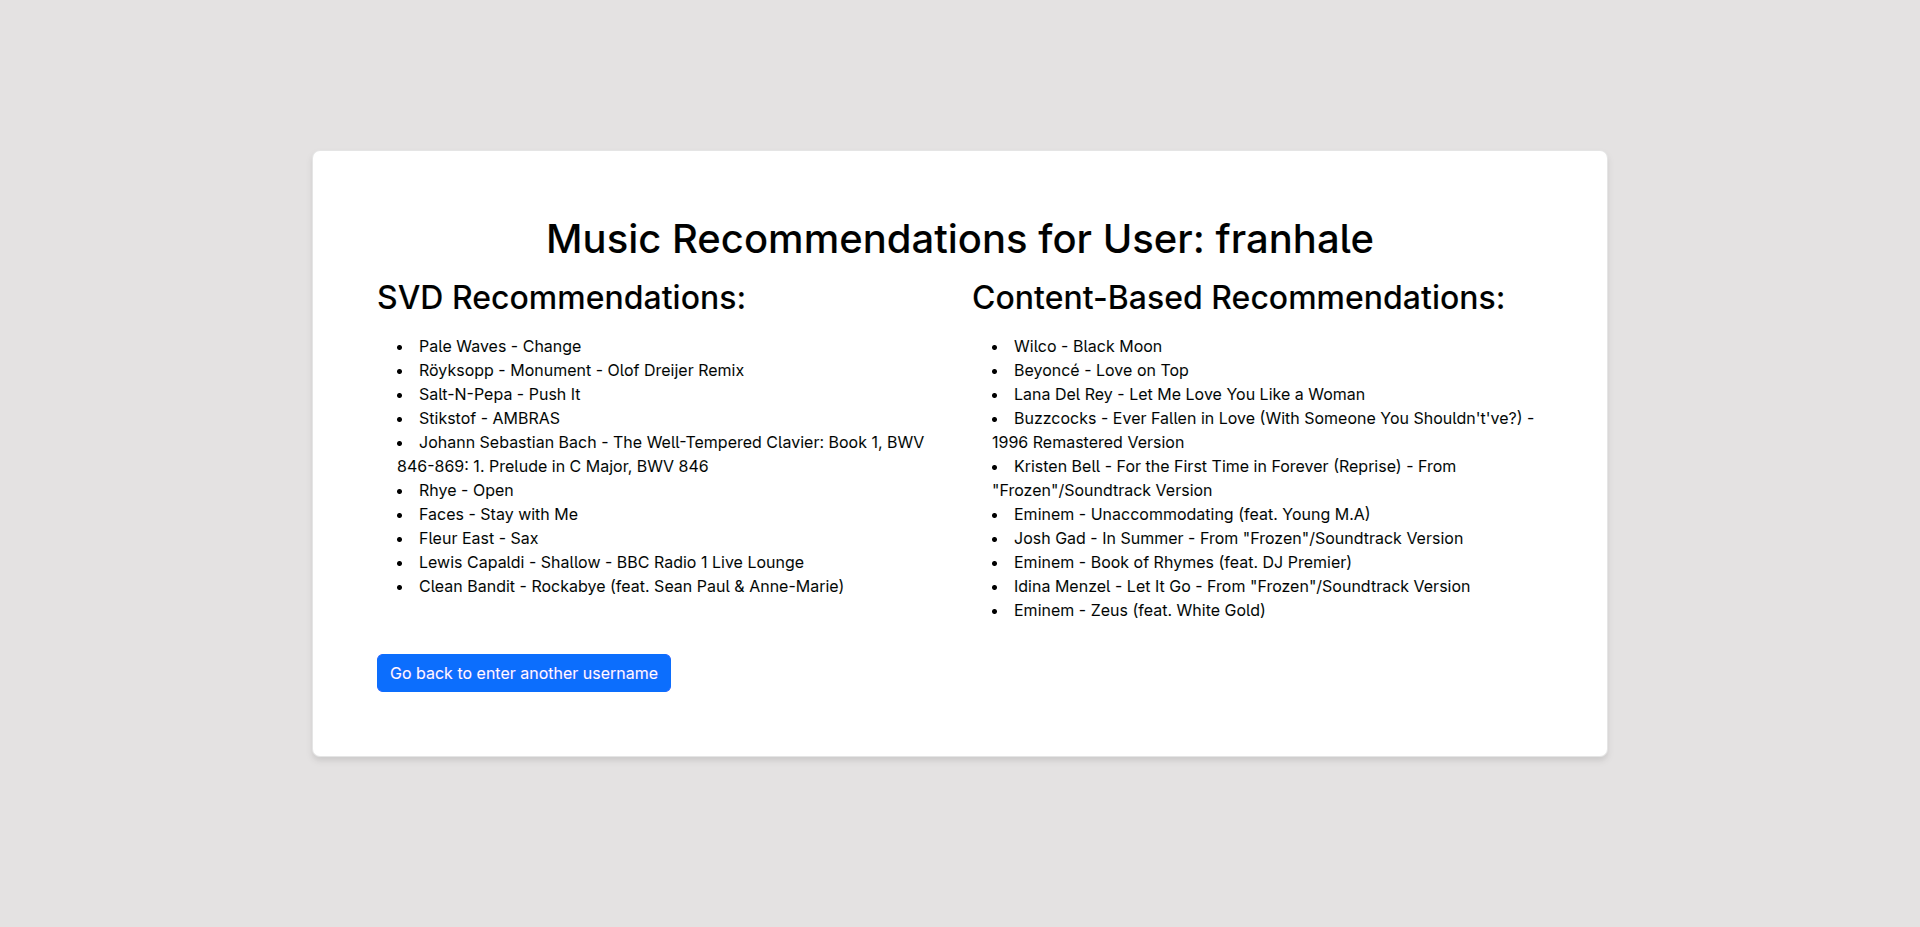 Music Recommendations for User: franhale
SVD Recommendations:
Pale Waves - Change
Röyksopp - Monument - Olof Dreijer Remix
Salt-N-Pepa - Push It
Stikstof - AMBRAS
Johann Sebastian Bach - The Well-Tempered Clavier: Book 1, BWV
846-869: 1. Prelude in C Major, BWV 846
Rhye - Open
Faces - Stay with Me
Fleur East - Sax
Lewis Capaldi - Shallow - BBC Radio 1 Live Lounge
Clean Bandit - Rockabye (feat. Sean Paul & Anne-Marie)
Content-Based Recommendations:
Wilco - Black Moon
Beyoncé - Love on Top
Lana Del Rey - Let Me Love You Like a Woman
Buzzcocks - Ever Fallen in Love (With Someone You Shouldn't've?) -
1996 Remastered Version
Kristen Bell - For the First Time in Forever (Reprise) - From
"Frozen"/Soundtrack Version
Eminem - Unaccommodating (feat. Young M.A)
Josh Gad - In Summer - From "Frozen"/Soundtrack Version
Eminem - Book of Rhymes (feat. DJ Premier)
Idina Menzel - Let It Go - From "Frozen"/Soundtrack Version
Eminem - Zeus (feat. White Gold)
Go back to enter another username